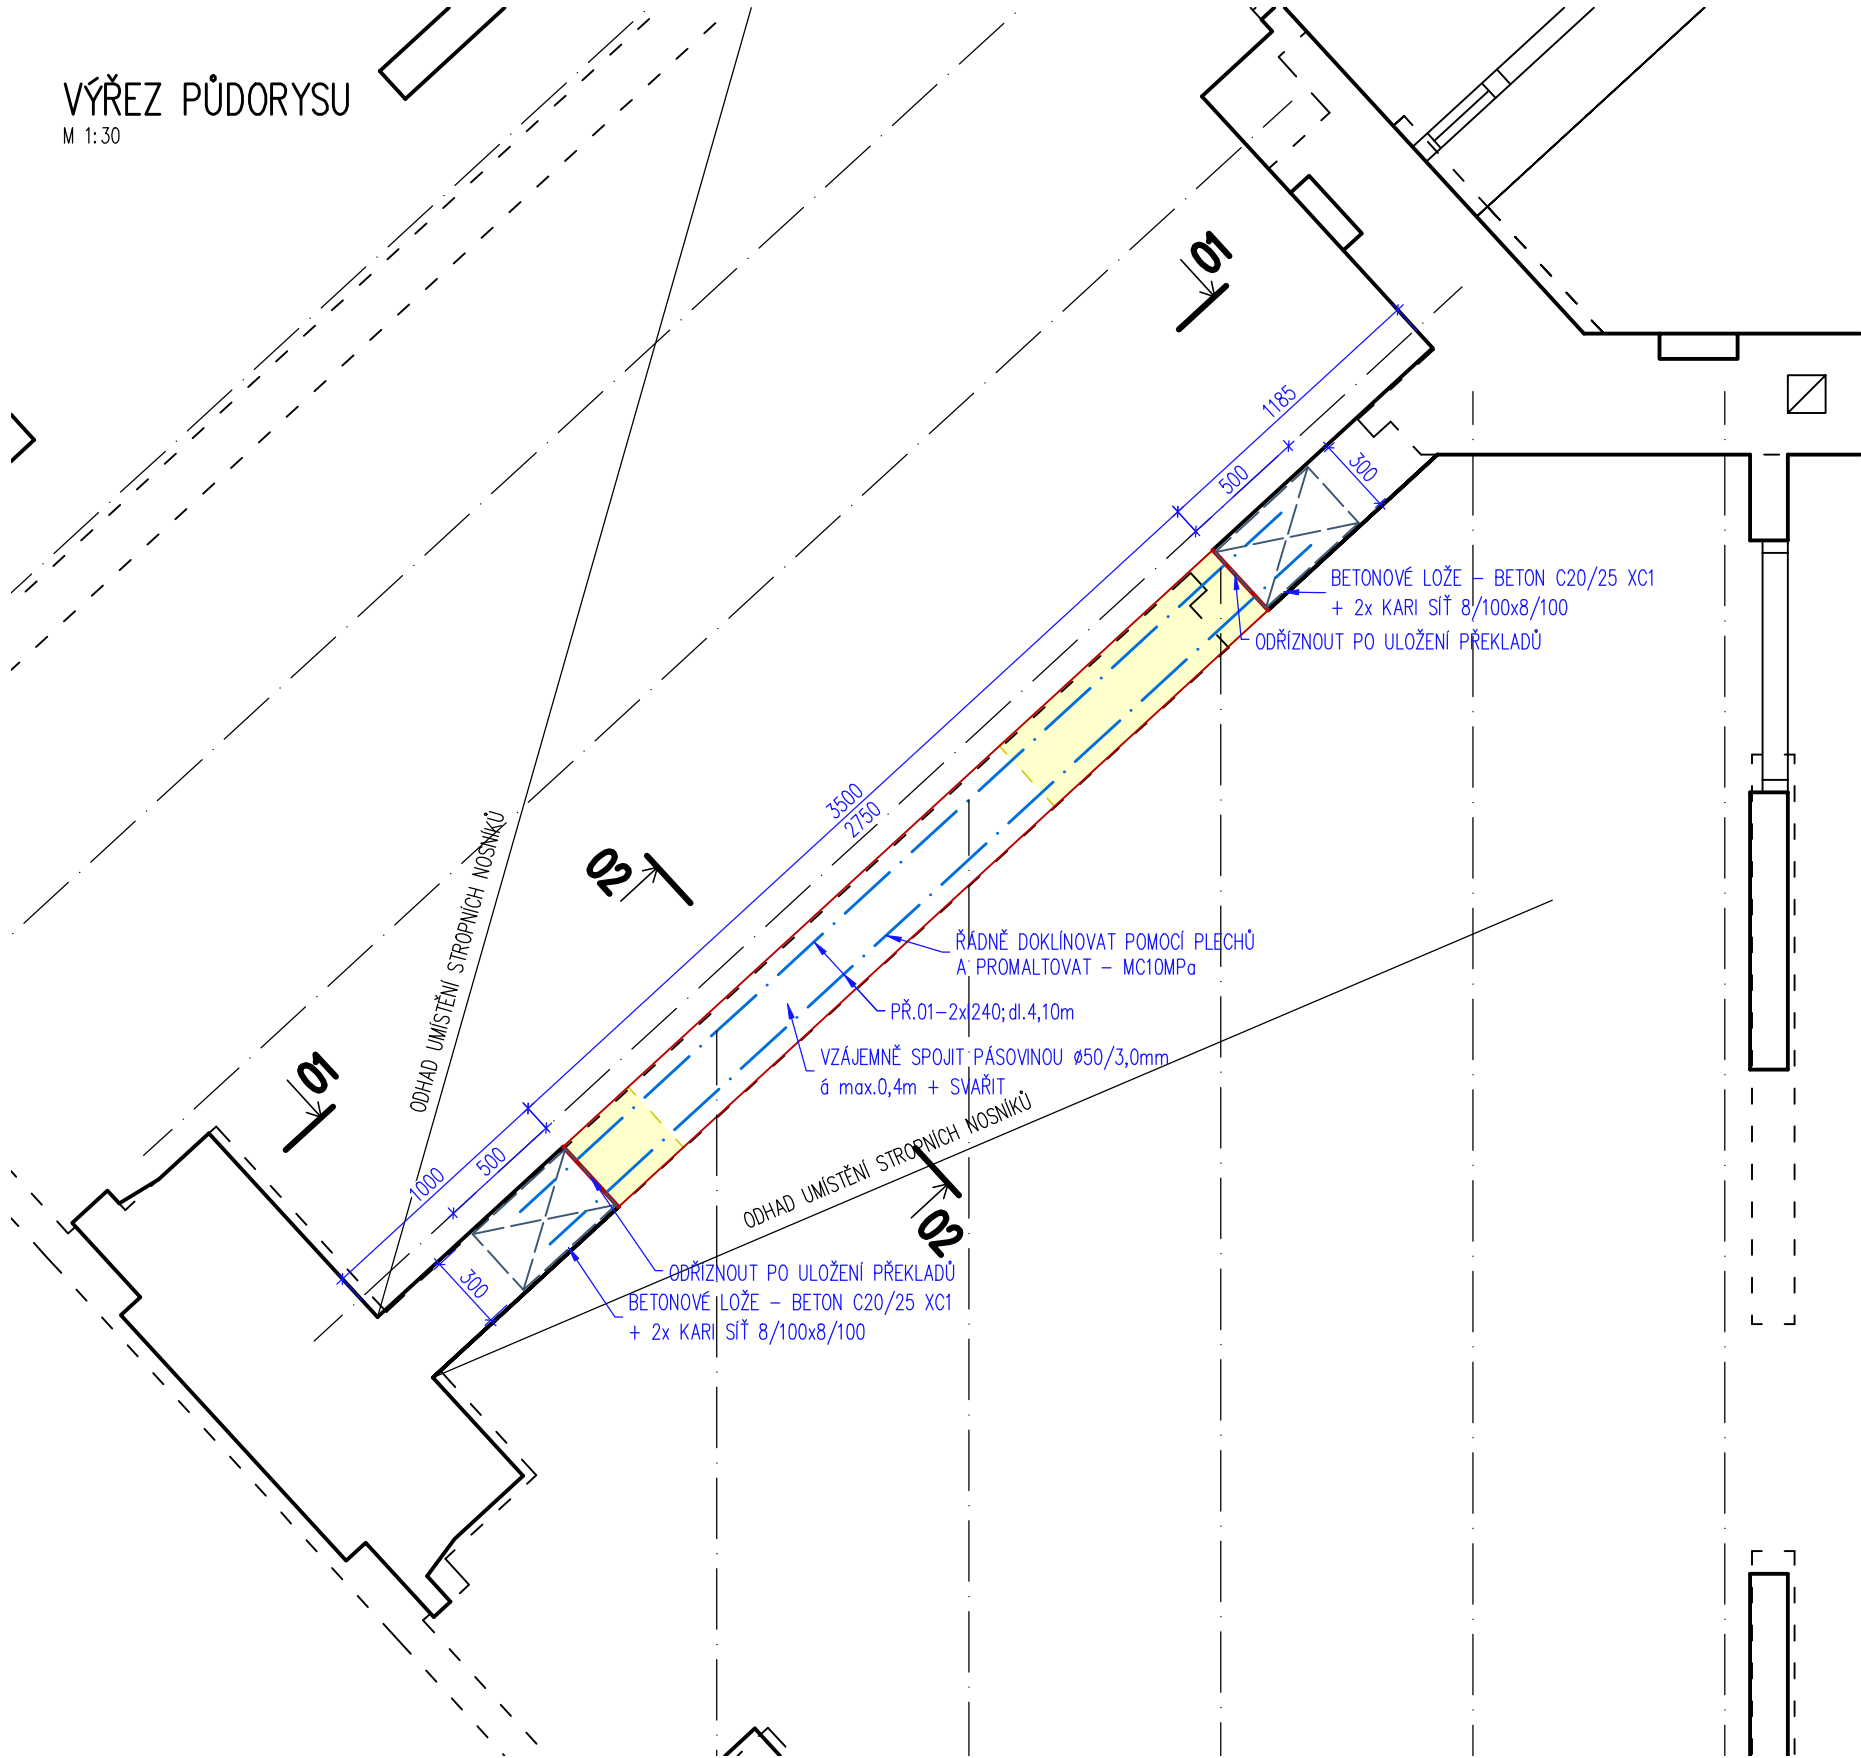 VÝŘEZ PŮDORYSU
M 1:30
01
1185
500
300
BETONOVÉ LOŽE – BETON C20/25 XC1
+ 2x KARI SÍŤ 8/100x8/100
ODŘÍZNOUT PO ULOŽENÍ PŘEKLADŮ
3500
2750
02
ODHAD UMÍSTĚNÍ STROPNÍCH NOSNÍKŮ
ŘÁDNĚ DOKLÍNOVAT POMOCÍ PLECHŮ
A PROMALTOVAT – MC10MPa
PŘ.01–2xI240; dl.4,10m
VZÁJEMNĚ SPOJIT PÁSOVINOU ø50/3,0mm
á max.0,4m + SVAŘIT
01
ODHAD UMÍSTĚNÍ STROPNÍCH NOSNÍKŮ
1000
500
02
300
ODŘÍZNOUT PO ULOŽENÍ PŘEKLADŮ
BETONOVÉ LOŽE – BETON C20/25 XC1
+ 2x KARI SÍŤ 8/100x8/100